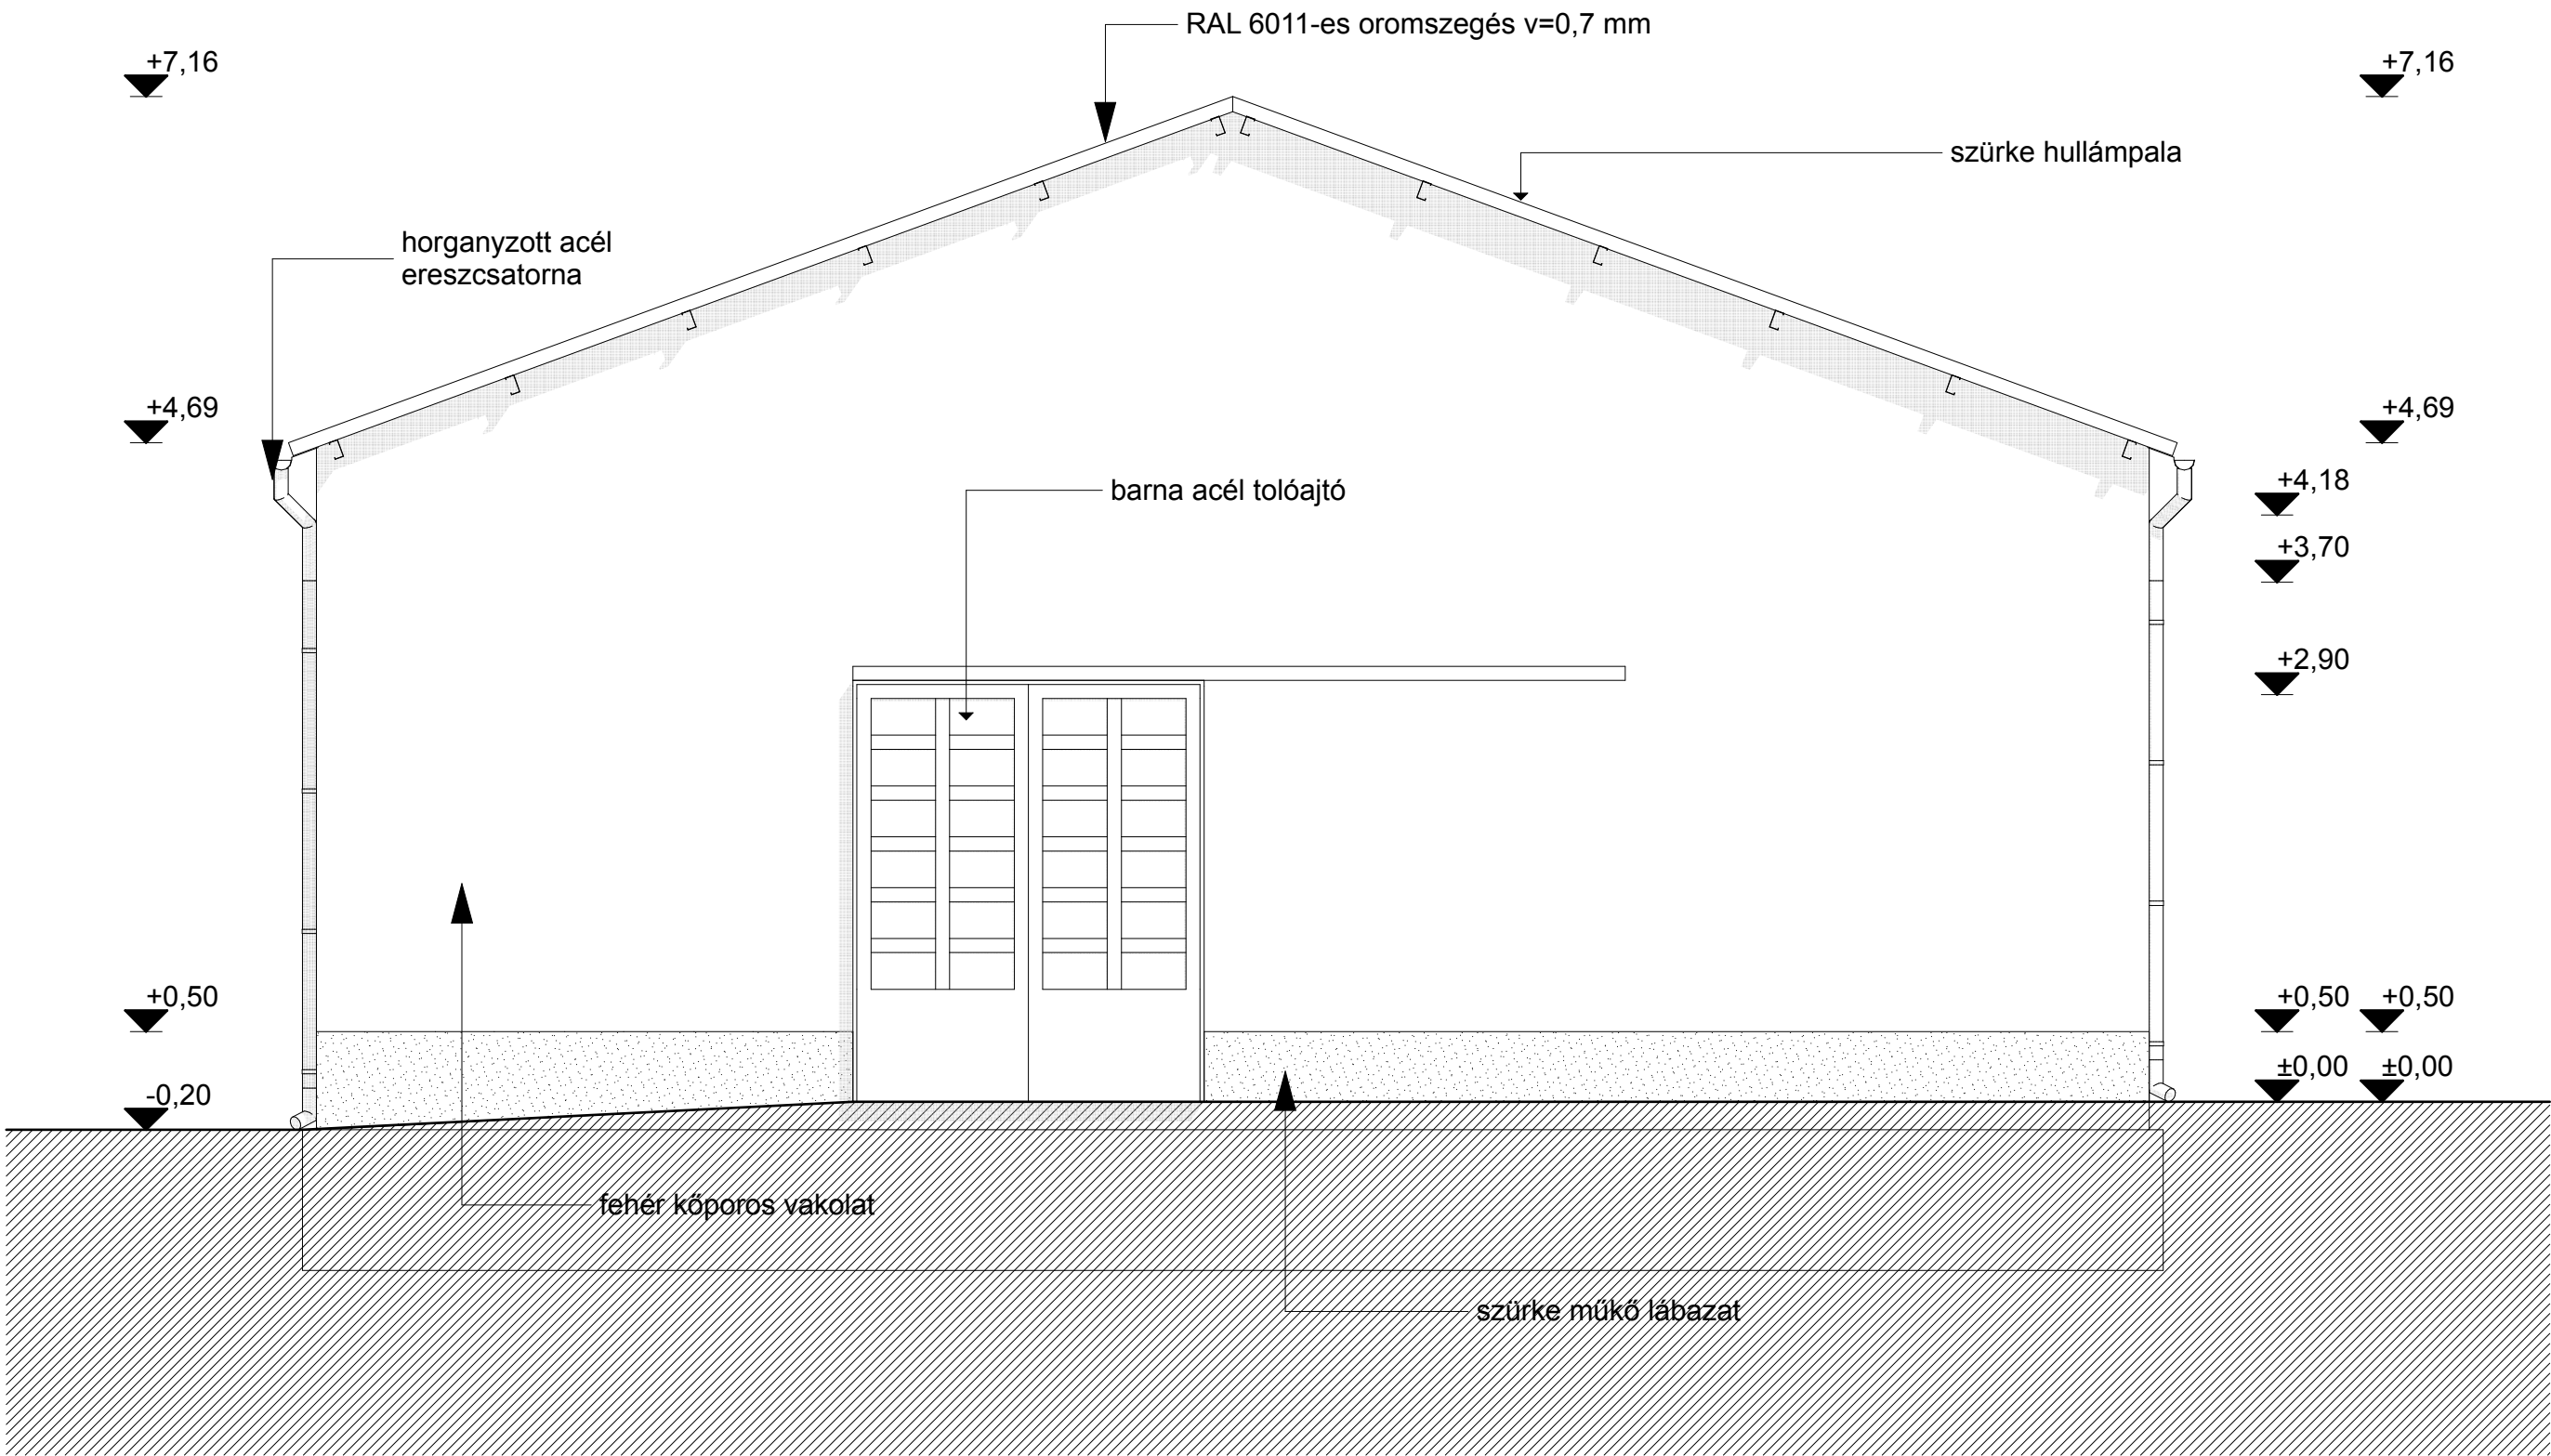 RAL 6011-es oromszegés v=0,7 mm
+7,16
+7,16
szürke hullámpala
horganyzott acél
ereszcsatorna
+4,69
+4,69
+4,18
barna acél tolóajtó
+3,70
+2,90
+0,50
+0,50
+0,50
±0,00
±0,00
-0,20
fehér kőporos vakolat
szürke műkő lábazat